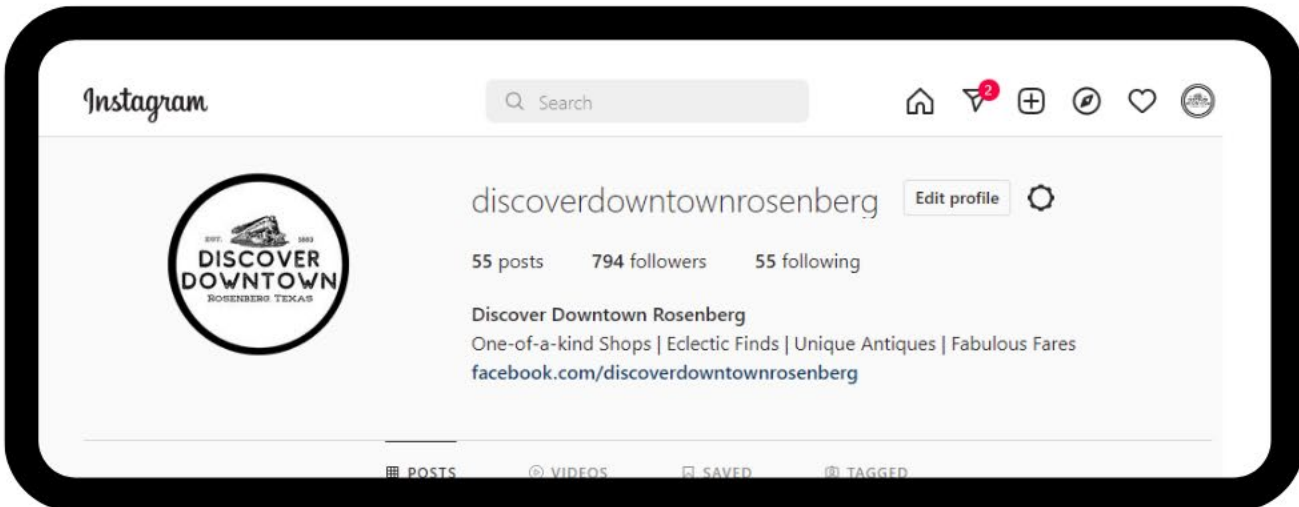 Instagram
Search
2
discoverdowntownrosenberg Edit profile
55 posts 794 followers 55 following
EST. 1883
DISCOVER
DOWNTOWN
ROSENBERG TEXAS
Discover Downtown Rosenberg
One-of-a-kind Shops | Eclectic Finds | Unique Antiques | Fabulous Fares
facebook.com/discoverdowntownrosenberg
POSTS VIDEOS SAVED TAGGED